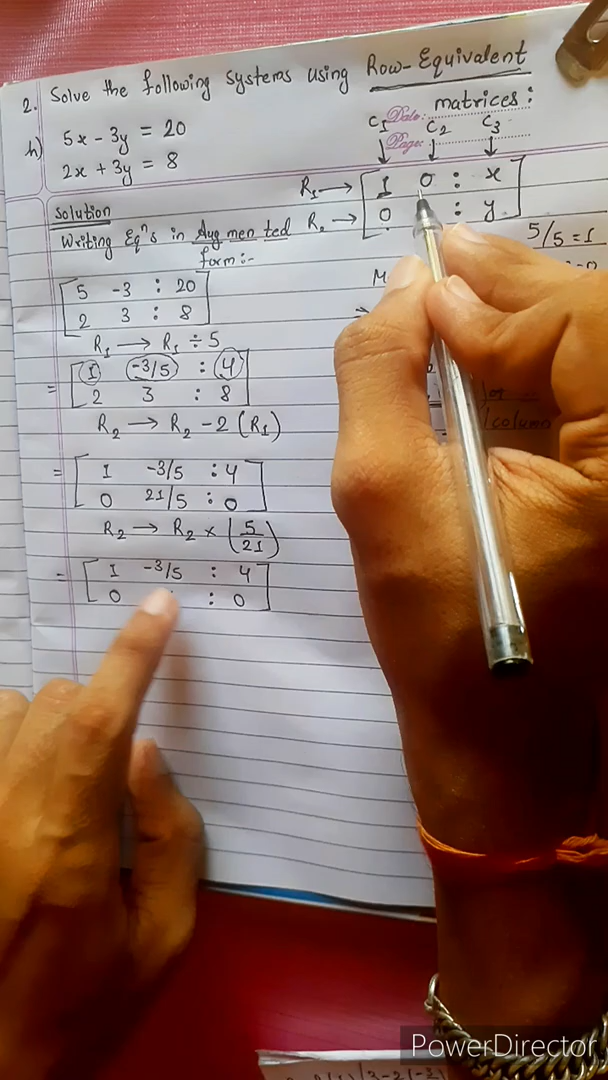 2. Solve the following systems using Row-Equivalent
matrices:
h) 5x - 3y = 20
2x + 3y = 8
Date:
Page:
C1 C2 C3
R1 → [ 1 0 : x ]
R2 → [ 0 : y ]
Solution
Writing Eqⁿs in Augmented
form:-
[ 5 -3 : 20 ]
[ 2 3 : 8 ]
R1 → R1 ÷ 5
= [ 1 -3/5 : 4 ]
[ 2 3 : 8 ]
R2 → R2 - 2 (R1)
= [ 1 -3/5 : 4 ]
[ 0 21/5 : 0 ]
R2 → R2 × (5/21)
= [ 1 -3/5 : 4 ]
[ 0 : 0 ]
5/5 = 1
M
column
PowerDirector